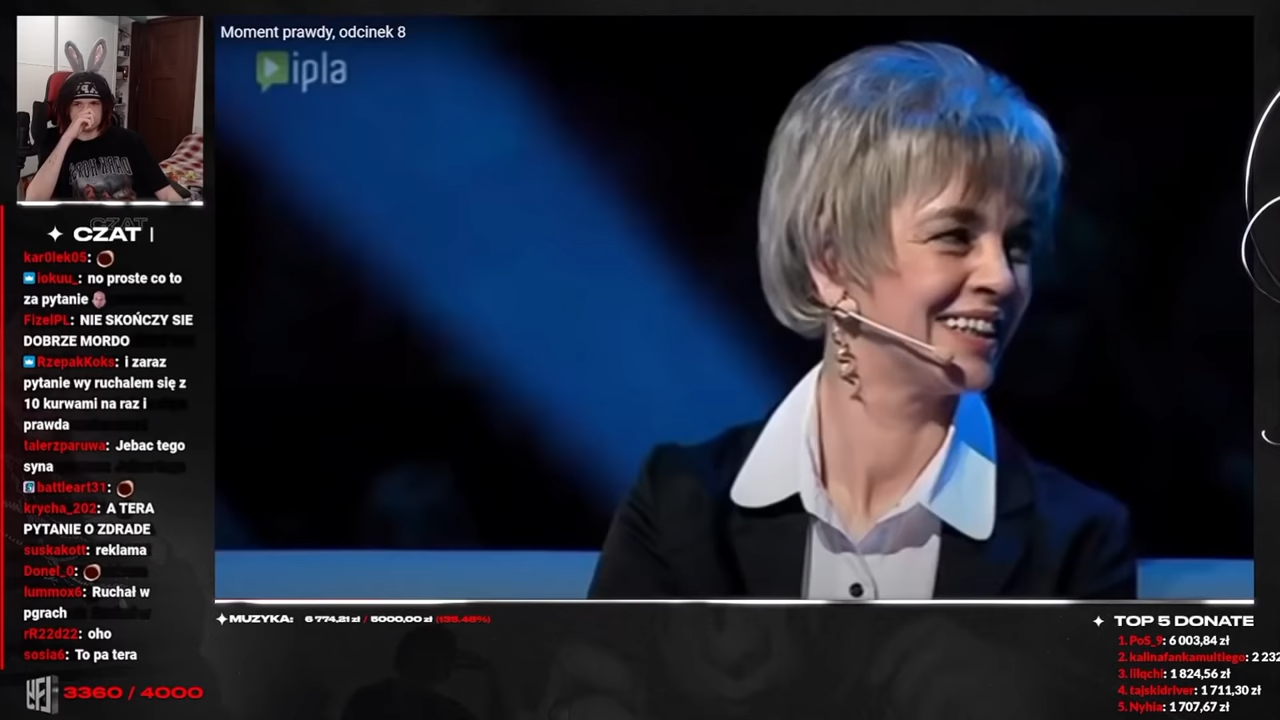 Moment prawdy, odcinek 8
ipla
CZAT
kar0lek05:
iokuu_: no proste co to
za pytanie
FizelPL: NIE SKOŃCZY SIE
DOBRZE MORDO
RzepakKoks: i zaraz
pytanie wy ruchalem się z
10 kurwami na raz i
prawda
talerzparuwa: Jebac tego
syna
battleart31:
krycha_202: A TERA
PYTANIE O ZDRADE
suskakott: reklama
Donel_0:
lummox6: Ruchał w
pgrach
rR22d22: oho
sosia6: To pa tera
3360 / 4000
MUZYKA: 6 774,21 zł / 5000,00 zł (135.48%)
TOP 5 DONATE
1. PoS_9: 6 003,84 zł
2. kalinafankamultiego: 2 232
3. iilqchi: 1 824,56 zł
4. tajskidriver: 1 711,30 zł
5. Nyhia: 1 707,67 zł